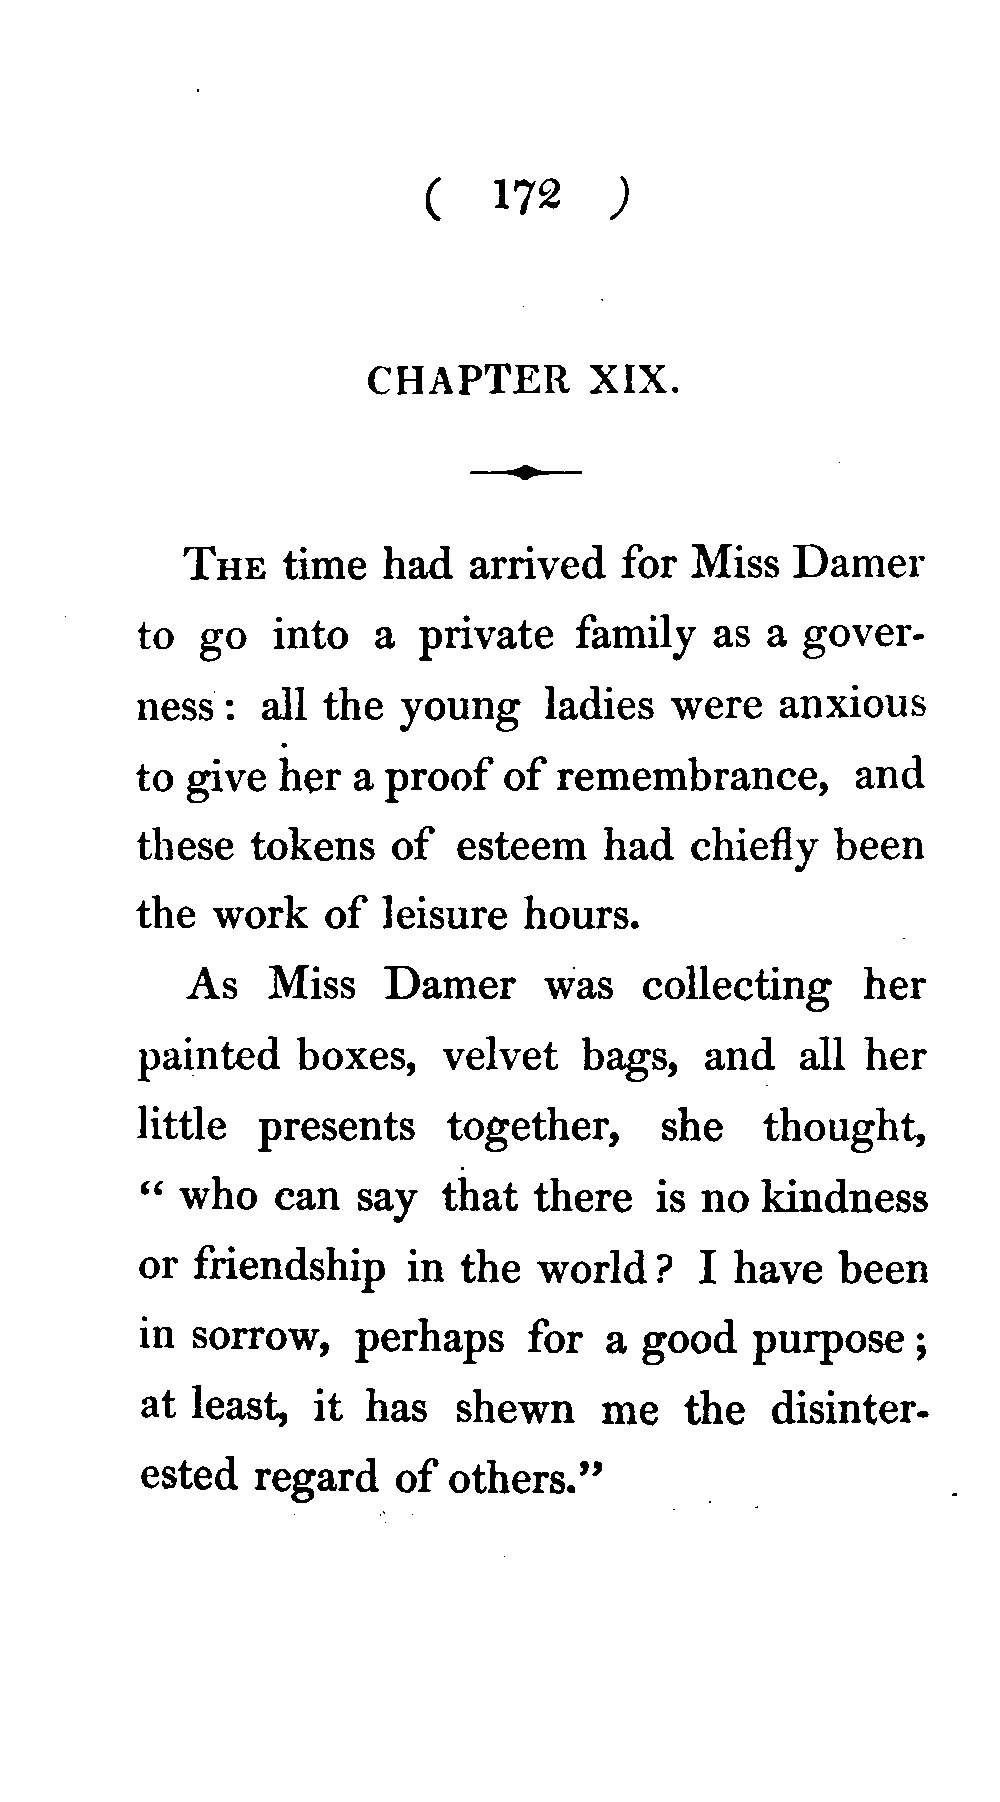 ( 172 )
CHAPTER XIX.
THE time had arrived for Miss Damer
to go into a private family as a gover-
ness: all the young ladies were anxious
to give her a proof of remembrance, and
these tokens of esteem had chiefly been
the work of leisure hours.
As Miss Damer was collecting her
painted boxes, velvet bags, and all her
little presents together, she thought,
“ who can say that there is no kindness
or friendship in the world? I have been
in sorrow, perhaps for a good purpose;
at least, it has shewn me the disinter-
ested regard of others.”